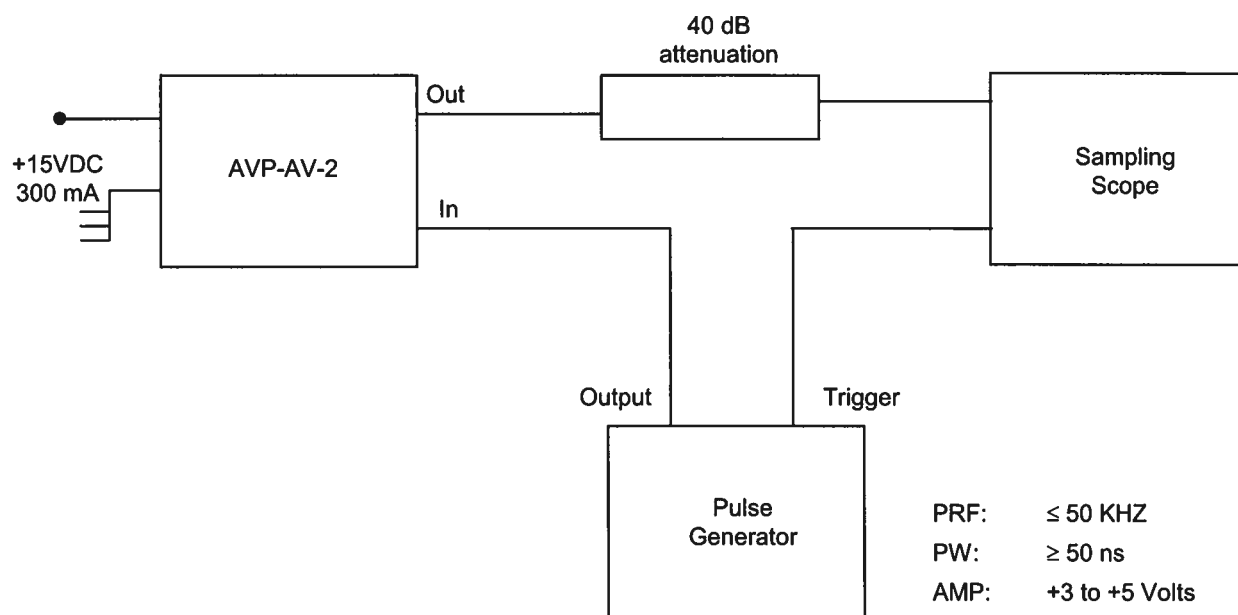 40 dB
attenuation
Out
+15VDC
300 mA
AVP-AV-2
Sampling
Scope
In
Output
Trigger
Pulse
Generator
PRF: ≤ 50 KHZ
PW: ≥ 50 ns
AMP: +3 to +5 Volts